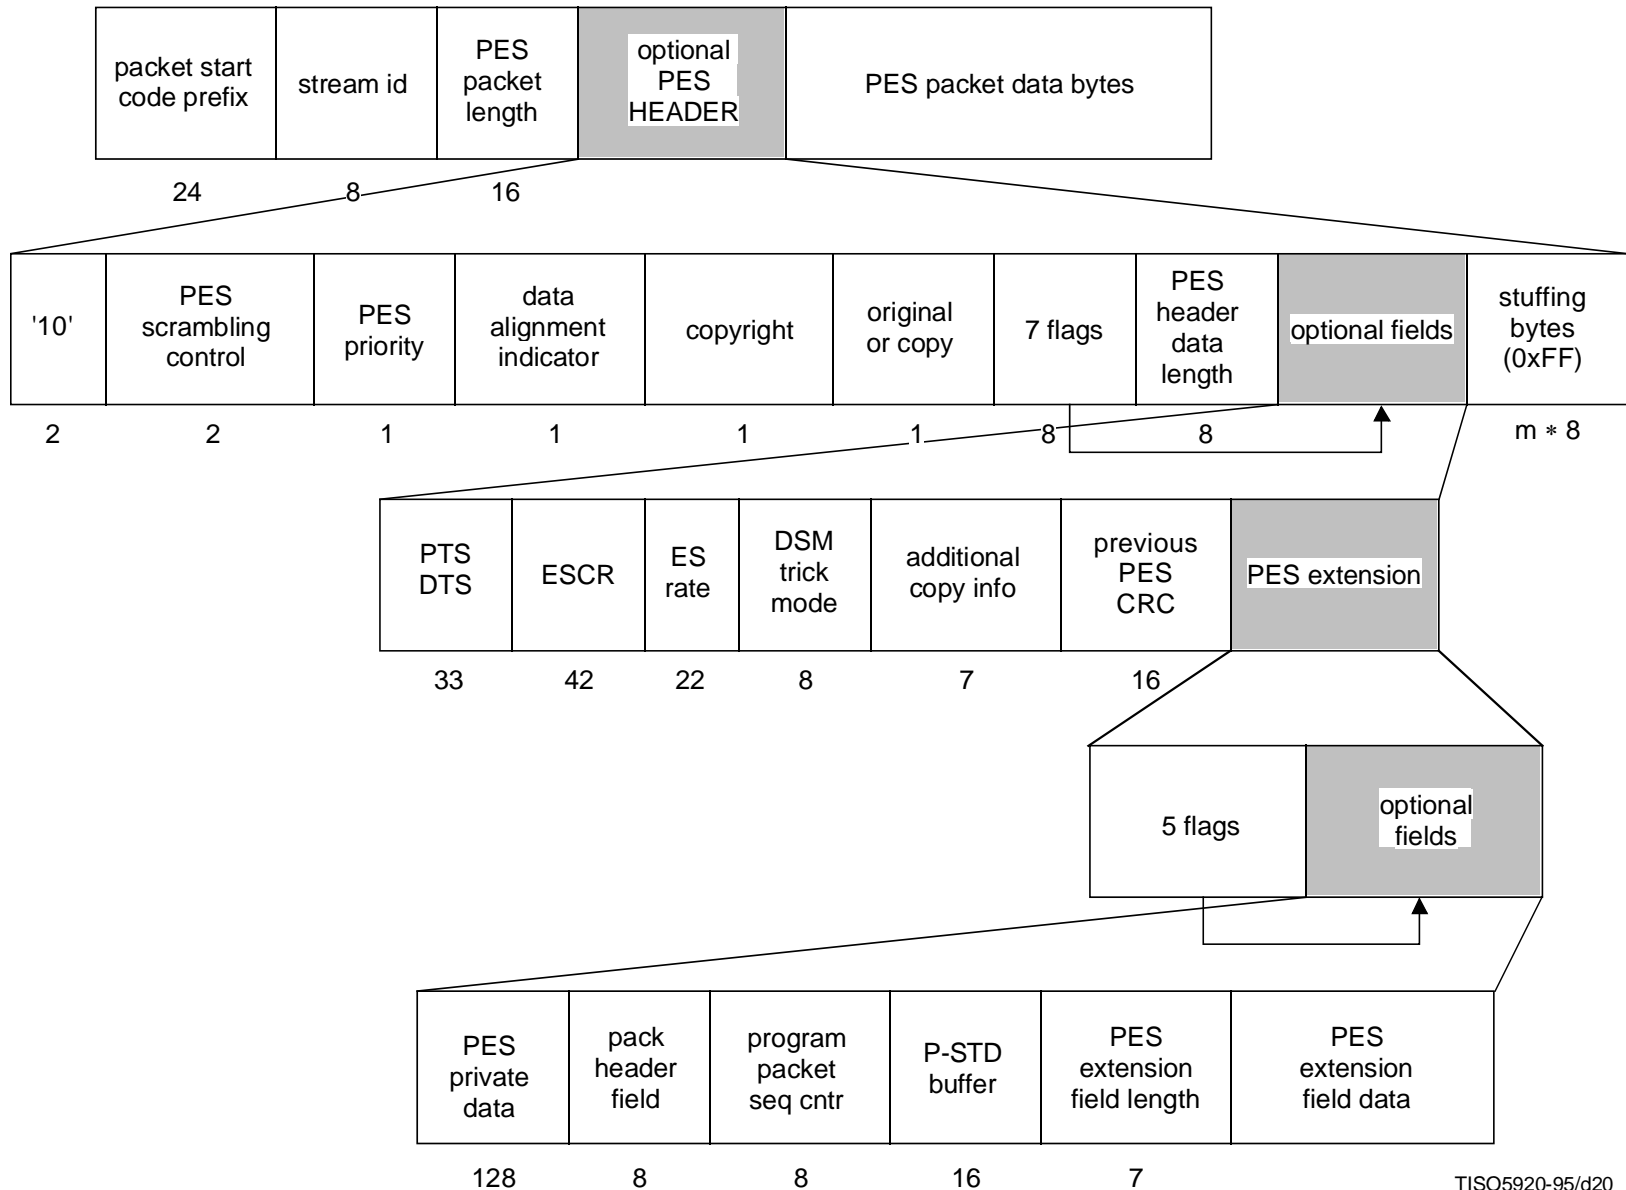 packet start
code prefix
stream id
PES
packet
length
optional
PES
HEADER
PES packet data bytes
24
8
16
'10'
PES
scrambling
control
PES
priority
data
alignment
indicator
copyright
original
or copy
7 flags
PES
header
data
length
optional fields
stuffing
bytes
(0xFF)
2
2
1
1
1
1
8
8
m ∗ 8
PTS
DTS
ESCR
ES
rate
DSM
trick
mode
additional
copy info
previous
PES
CRC
PES extension
33
42
22
8
7
16
5 flags
optional
fields
PES
private
data
pack
header
field
program
packet
seq cntr
P-STD
buffer
PES
extension
field length
PES
extension
field data
128
8
8
16
7
TISO5920-95/d20